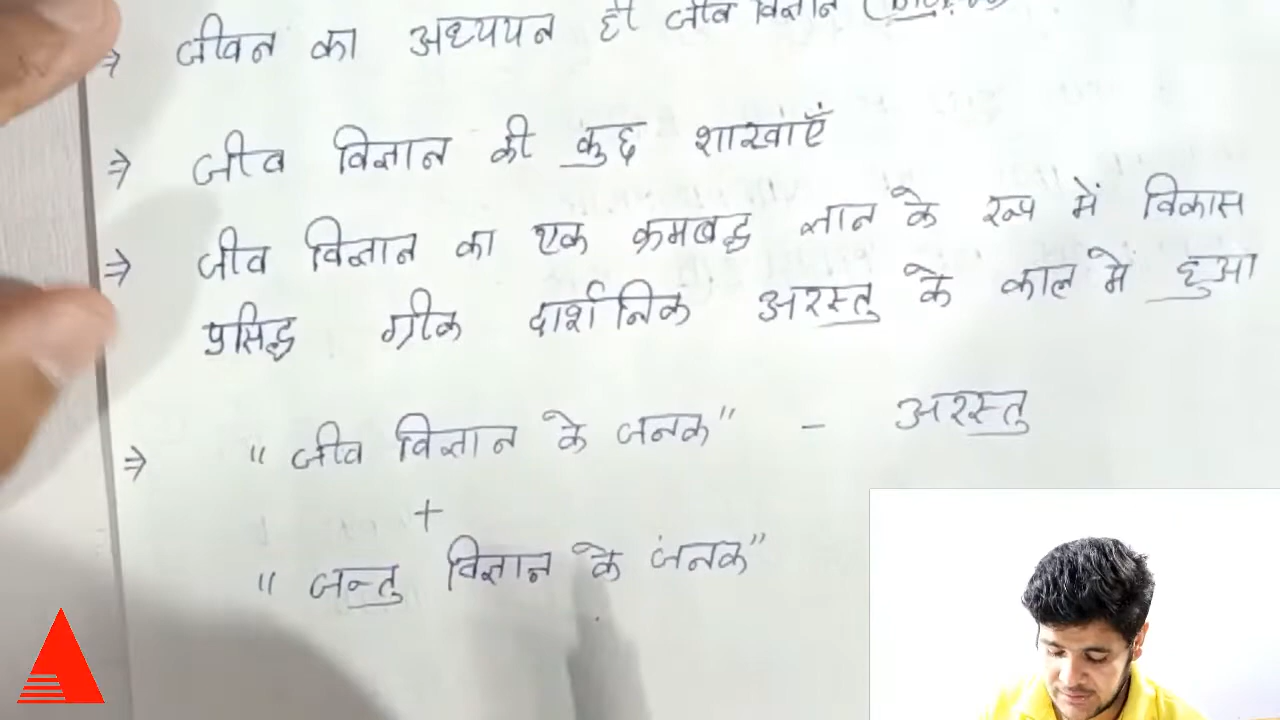 ⇒ जीवन का अध्ययन ही जीव विज्ञान
⇒ जीव विज्ञान की कुछ शाखाएँ
⇒ जीव विज्ञान का एक क्रमबद्ध ज्ञान के रूप में विकास
प्रसिद्ध ग्रीक दार्शनिक अरस्तु के काल में हुआ
⇒ "जीव विज्ञान के जनक" - अरस्तु
+
"जन्तु विज्ञान के जनक"